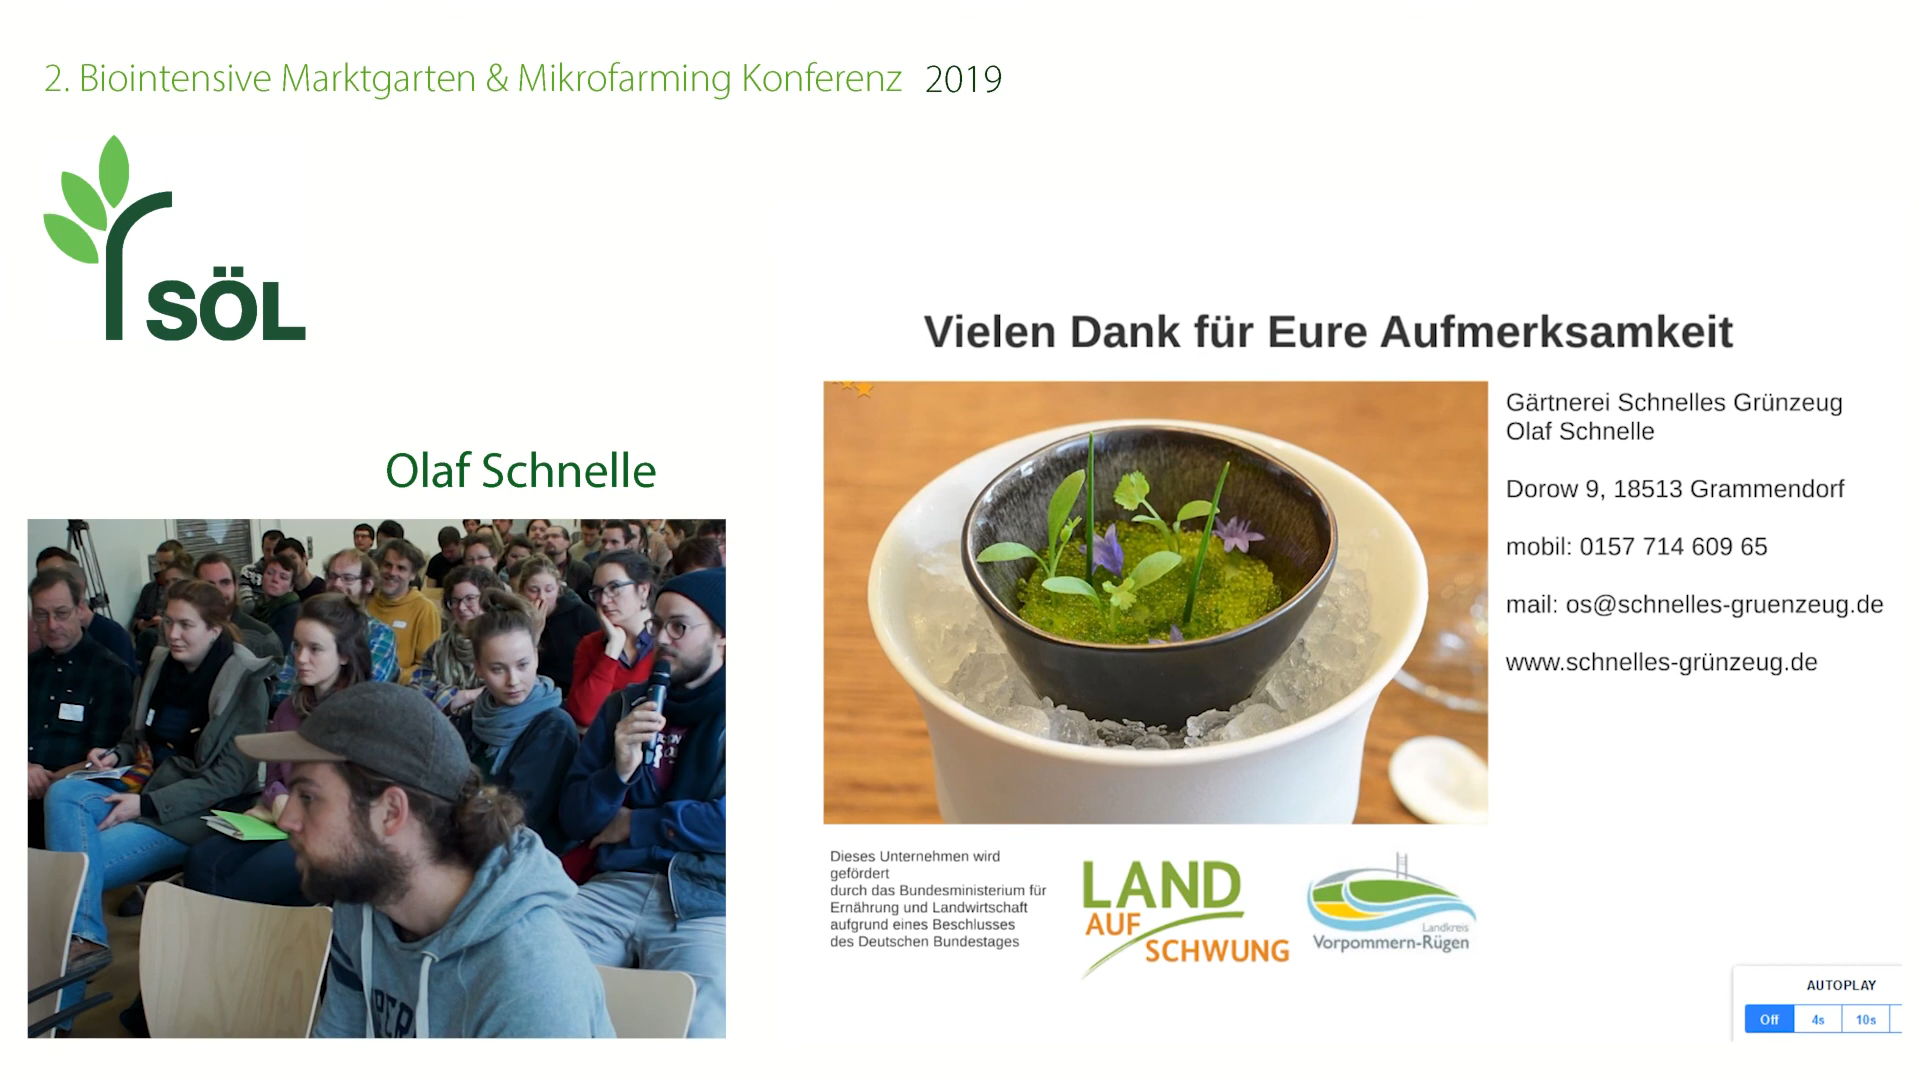 2. Biointensive Marktgarten & Mikrofarming Konferenz 2019
SÖL
Olaf Schnelle
Vielen Dank für Eure Aufmerksamkeit
Gärtnerei Schnelles Grünzeug
Olaf Schnelle
Dorow 9, 18513 Grammendorf
mobil: 0157 714 609 65
mail: os@schnelles-gruenzeug.de
www.schnelles-grünzeug.de
Dieses Unternehmen wird
gefördert
durch das Bundesministerium für
Ernährung und Landwirtschaft
aufgrund eines Beschlusses
des Deutschen Bundestages
LAND
AUF
SCHWUNG
Landkreis
Vorpommern-Rügen
AUTOPLAY
Off 4s 10s